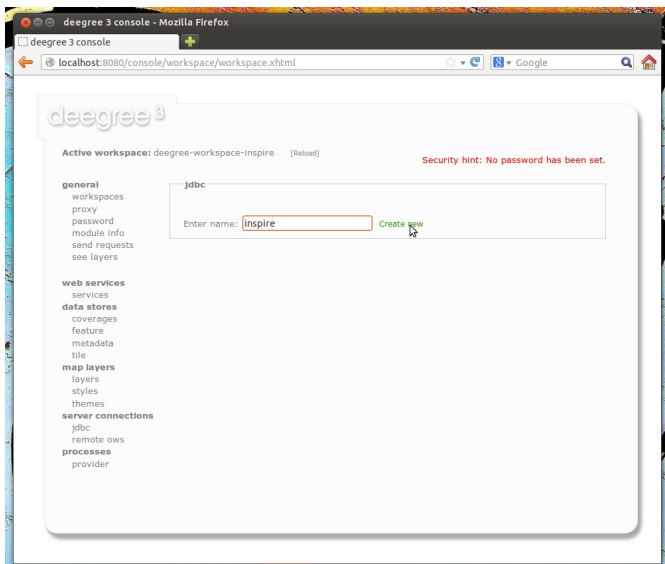 deegree 3 console - Mozilla Firefox
deegree 3 console
localhost:8080/console/workspace/workspace.xhtml
Google
deegree 3
Active workspace: deegree-workspace-inspire [Reload]
Security hint: No password has been set.
general
workspaces
proxy
password
module info
send requests
see layers
web services
services
data stores
coverages
feature
metadata
tile
map layers
layers
styles
themes
server connections
jdbc
remote ows
processes
provider
jdbc
Enter name: inspire Create new